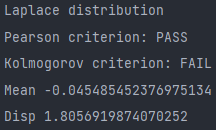 Laplace distribution
Pearson criterion: PASS
Kolmogorov criterion: FAIL
Mean -0.045485452376975134
Disp 1.8056919874070252